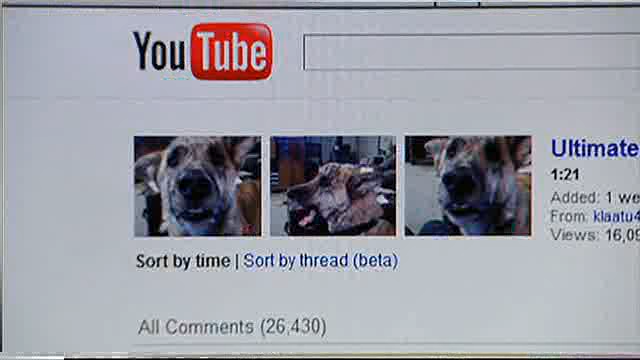 YouTube
Ultimate
1:21
Added: 1 we
From: klaatu4
Views: 16,09
Sort by time | Sort by thread (beta)
All Comments (26,430)